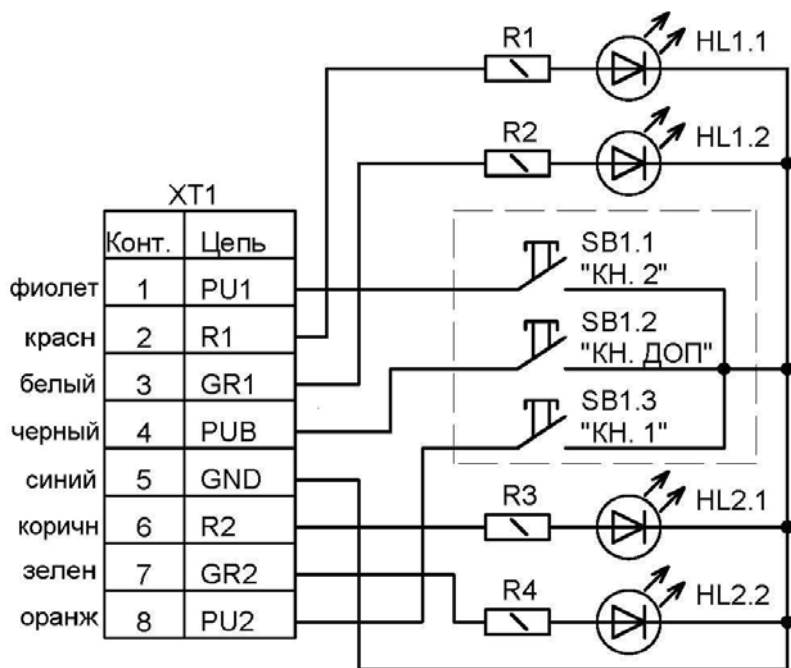 R1
HL1.1
R2
HL1.2
XT1
Конт. Цепь
фиолет 1 PU1
красн 2 R1
белый 3 GR1
черный 4 PUB
синий 5 GND
коричн 6 R2
зелен 7 GR2
оранж 8 PU2
SB1.1
"КН. 2"
SB1.2
"КН. ДОП"
SB1.3
"КН. 1"
R3
HL2.1
R4
HL2.2